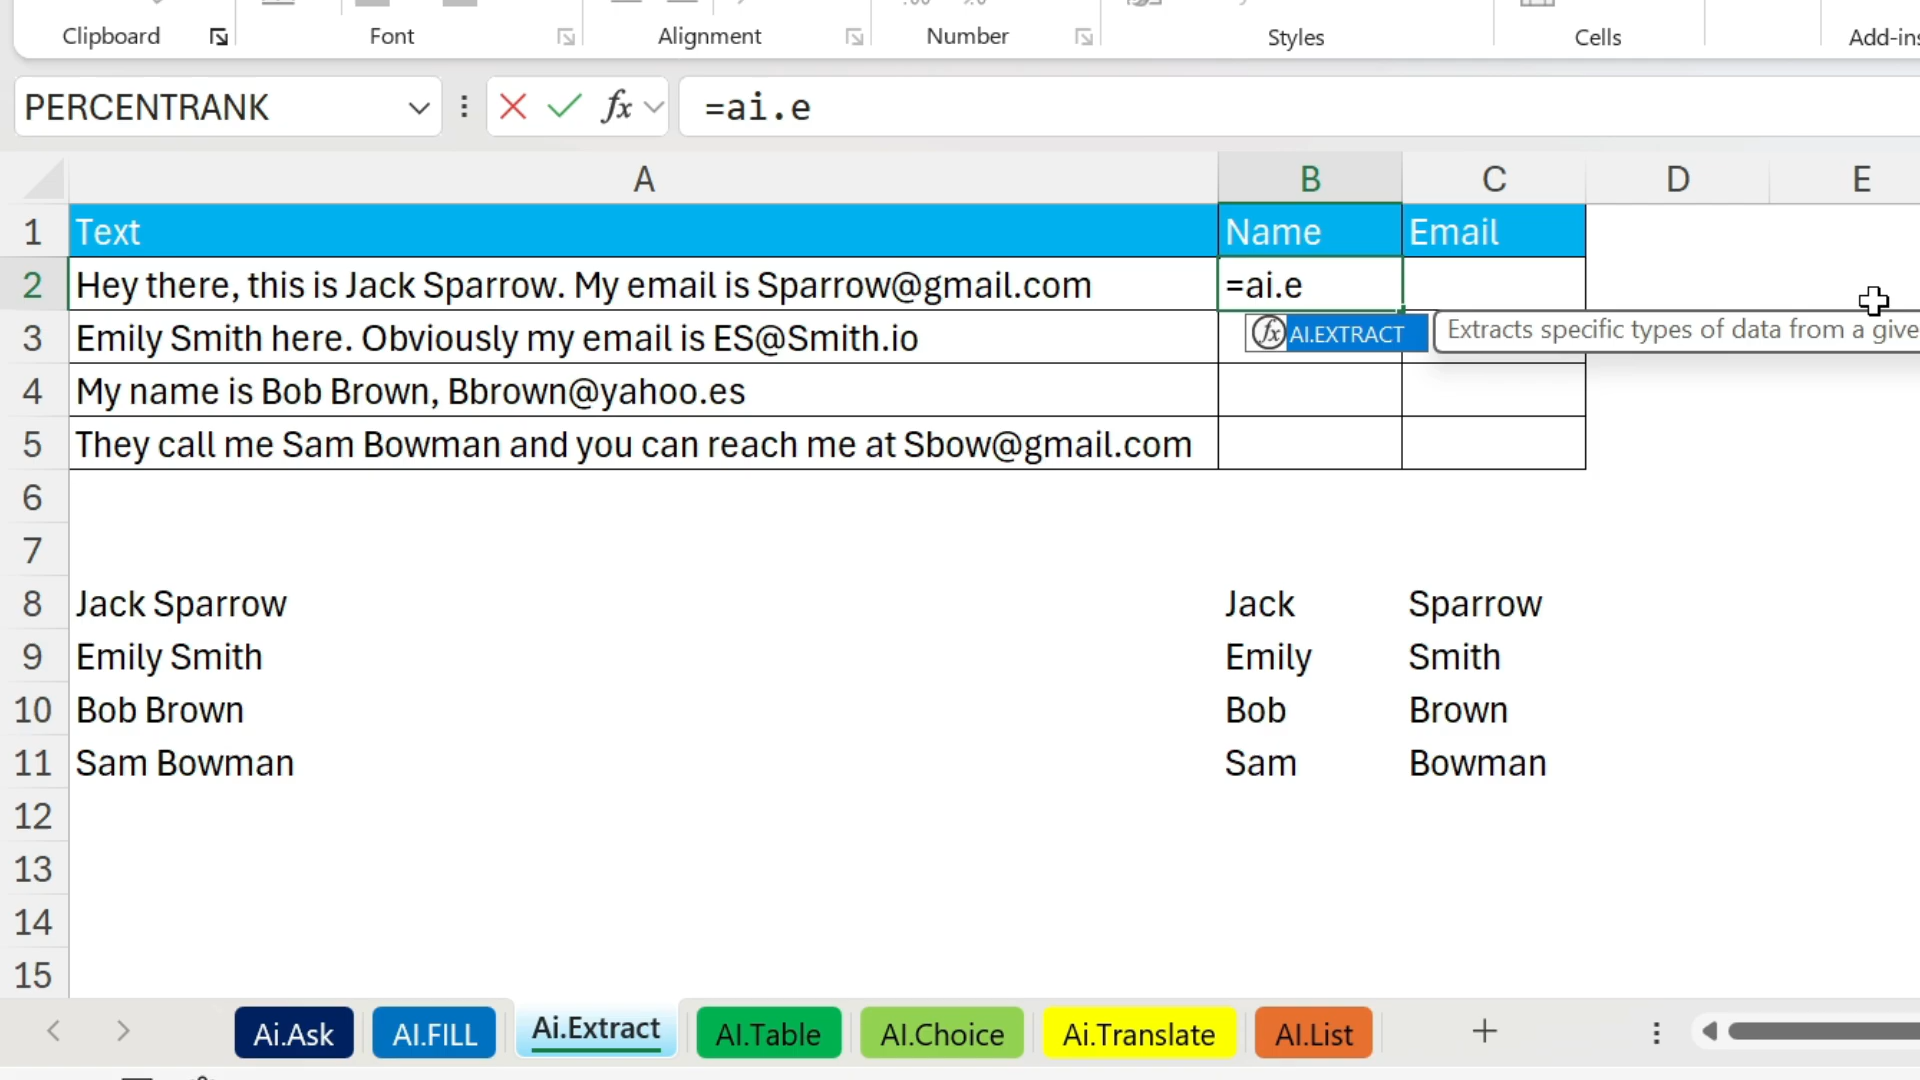 Clipboard Font Alignment Number Styles Cells Add-ins
PERCENTRANK fx =ai.e
A B C D E
1 Text Name Email
2 Hey there, this is Jack Sparrow. My email is Sparrow@gmail.com =ai.e
fx AI.EXTRACT Extracts specific types of data from a give
3 Emily Smith here. Obviously my email is ES@Smith.io
4 My name is Bob Brown, Bbrown@yahoo.es
5 They call me Sam Bowman and you can reach me at Sbow@gmail.com
6
7
8 Jack Sparrow Jack Sparrow
9 Emily Smith Emily Smith
10 Bob Brown Bob Brown
11 Sam Bowman Sam Bowman
12
13
14
15
Ai.Ask AI.FILL Ai.Extract AI.Table AI.Choice Ai.Translate AI.List